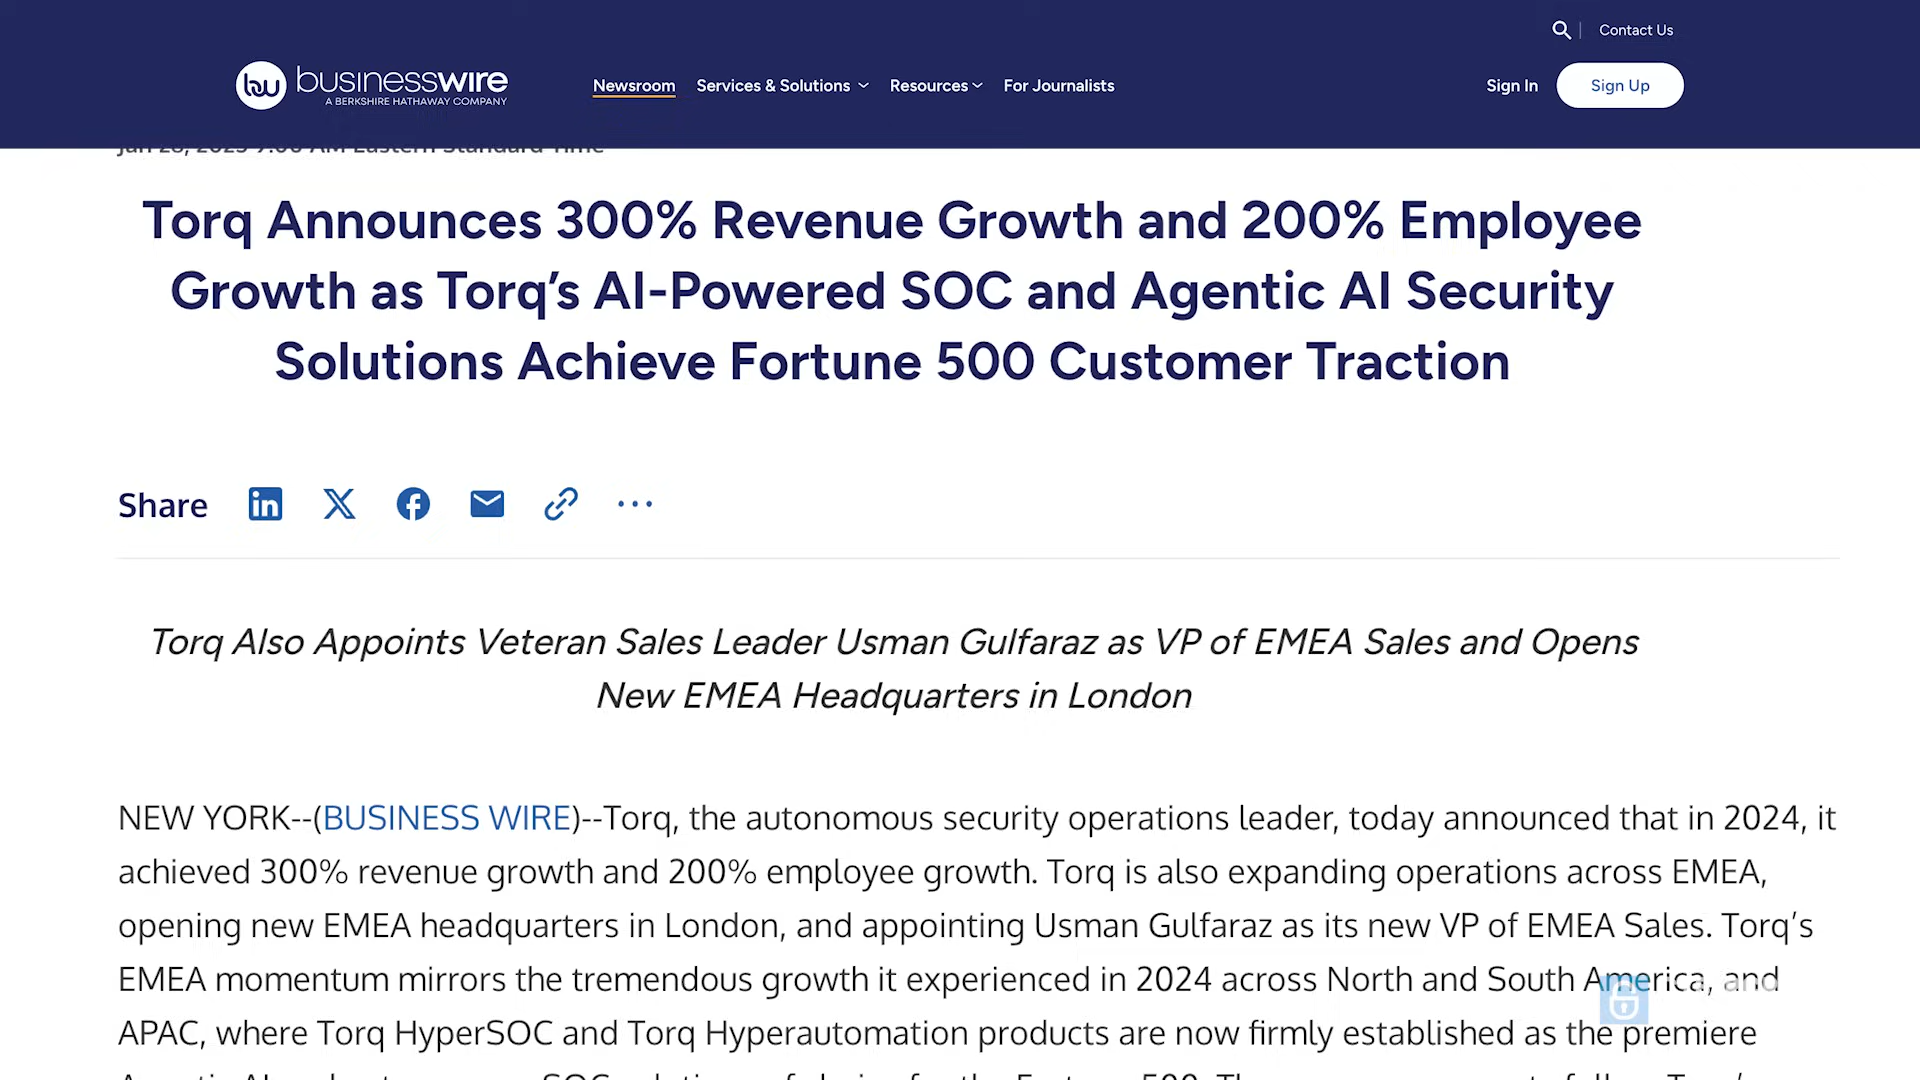 Contact Us
bw businesswire
A BERKSHIRE HATHAWAY COMPANY
Newsroom Services & Solutions Resources For Journalists Sign In Sign Up
Torq Announces 300% Revenue Growth and 200% Employee
Growth as Torq’s AI-Powered SOC and Agentic AI Security
Solutions Achieve Fortune 500 Customer Traction
Share
Torq Also Appoints Veteran Sales Leader Usman Gulfaraz as VP of EMEA Sales and Opens
New EMEA Headquarters in London
NEW YORK--(BUSINESS WIRE)--Torq, the autonomous security operations leader, today announced that in 2024, it
achieved 300% revenue growth and 200% employee growth. Torq is also expanding operations across EMEA,
opening new EMEA headquarters in London, and appointing Usman Gulfaraz as its new VP of EMEA Sales. Torq’s
EMEA momentum mirrors the tremendous growth it experienced in 2024 across North and South America, and
APAC, where Torq HyperSOC and Torq Hyperautomation products are now firmly established as the premiere